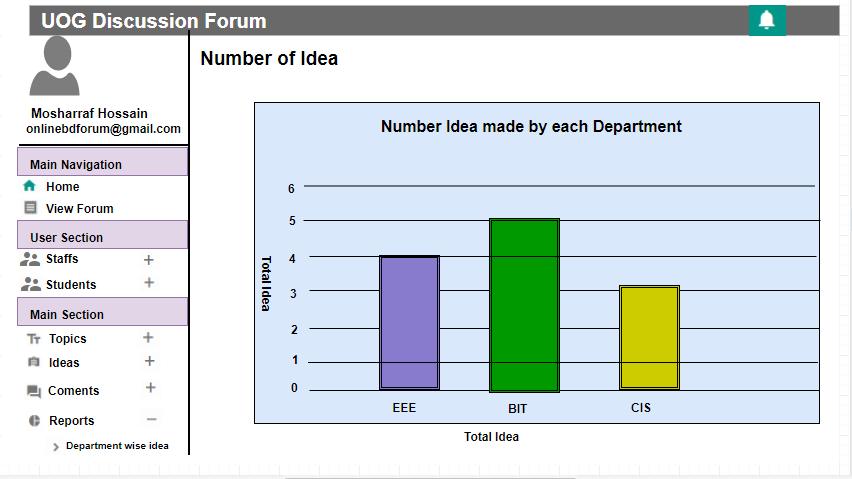 UOG Discussion Forum
Mosharraf Hossain
onlinebdforum@gmail.com
Main Navigation
Home
View Forum
User Section
Staffs
Students
Main Section
Topics
Ideas
Coments
Reports
Department wise idea
Number of Idea
Number Idea made by each Department
6
5
4
3
2
1
0
Total Idea
EEE BIT CIS
Total Idea